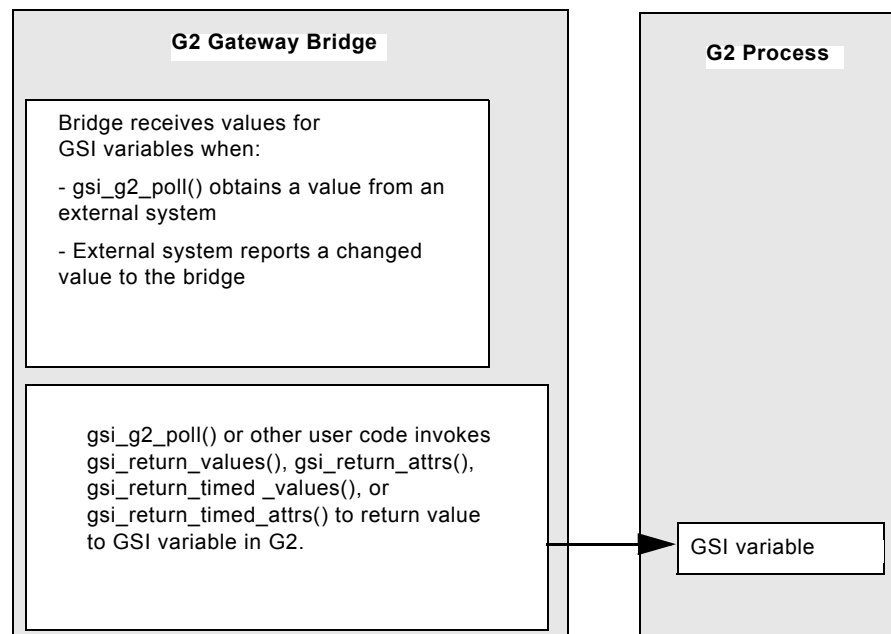 G2 Gateway Bridge
Bridge receives values for
GSI variables when:
- gsi_g2_poll() obtains a value from an
external system
- External system reports a changed
value to the bridge
gsi_g2_poll() or other user code invokes
gsi_return_values(), gsi_return_attrs(),
gsi_return_timed _values(), or
gsi_return_timed_attrs() to return value
to GSI variable in G2.
G2 Process
GSI variable